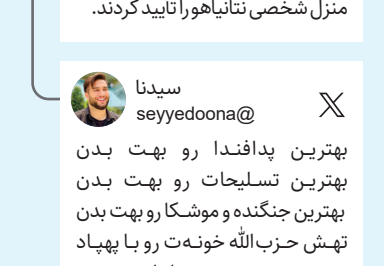 منزل شخصی نتانیاهو را تایید کردند.
سیدنا
seyyedoona@
بهترین پدافندا رو بهت بدن
بهترین تسلیحات رو بهت بدن
بهترین جنگنده و موشکا رو بهت بدن
تهش حزب‌الله خونه‌ت رو با پهپاد